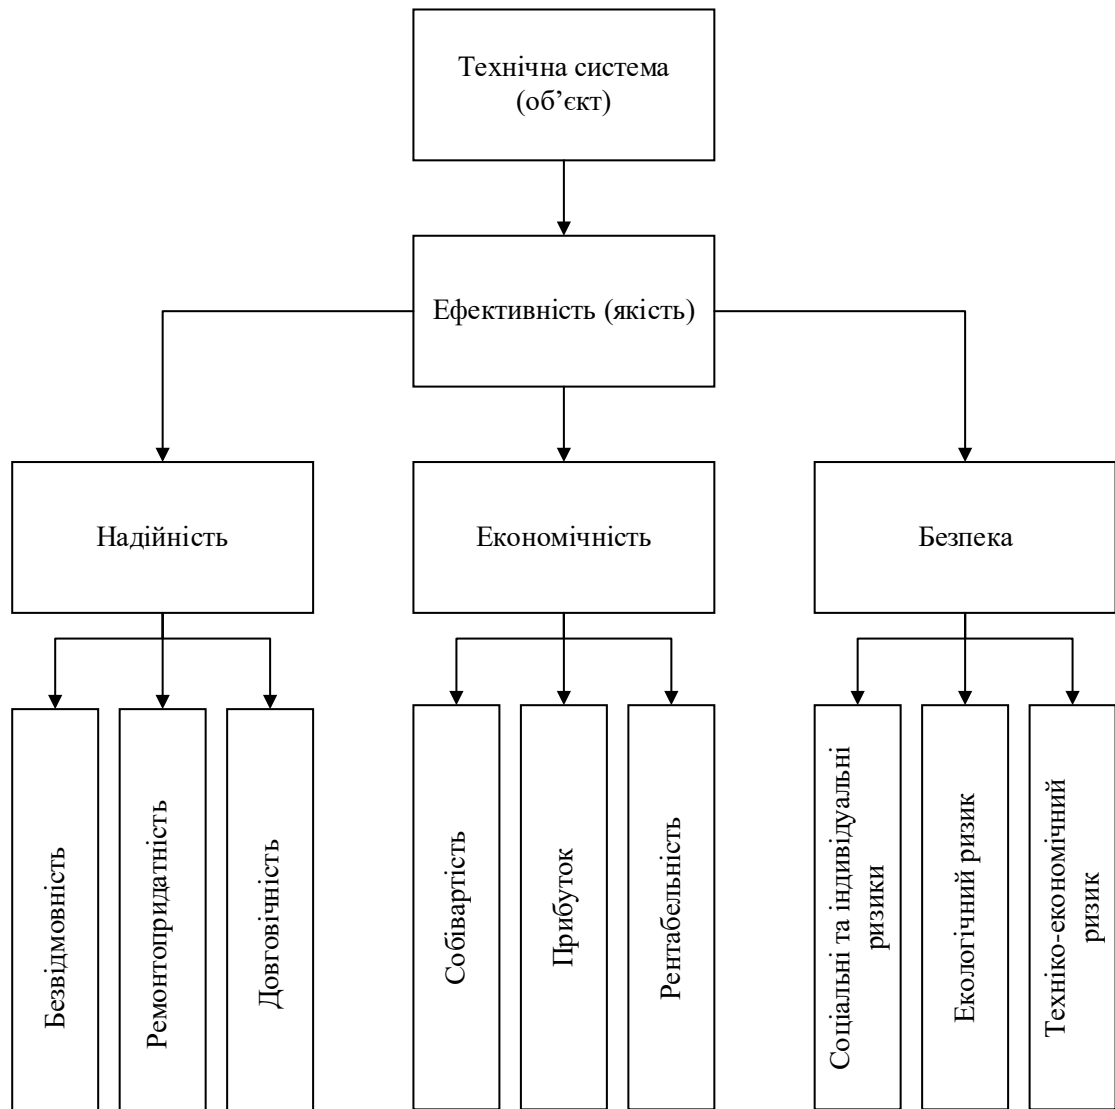 Технічна система
(об’єкт)
Ефективність (якість)
Надійність
Економічність
Безпека
Безвідмовність
Ремонтопридатність
Довговічність
Собівартість
Прибуток
Рентабельність
Соціальні та індивідуальні
ризики
Екологічний ризик
Техніко-економічний
ризик